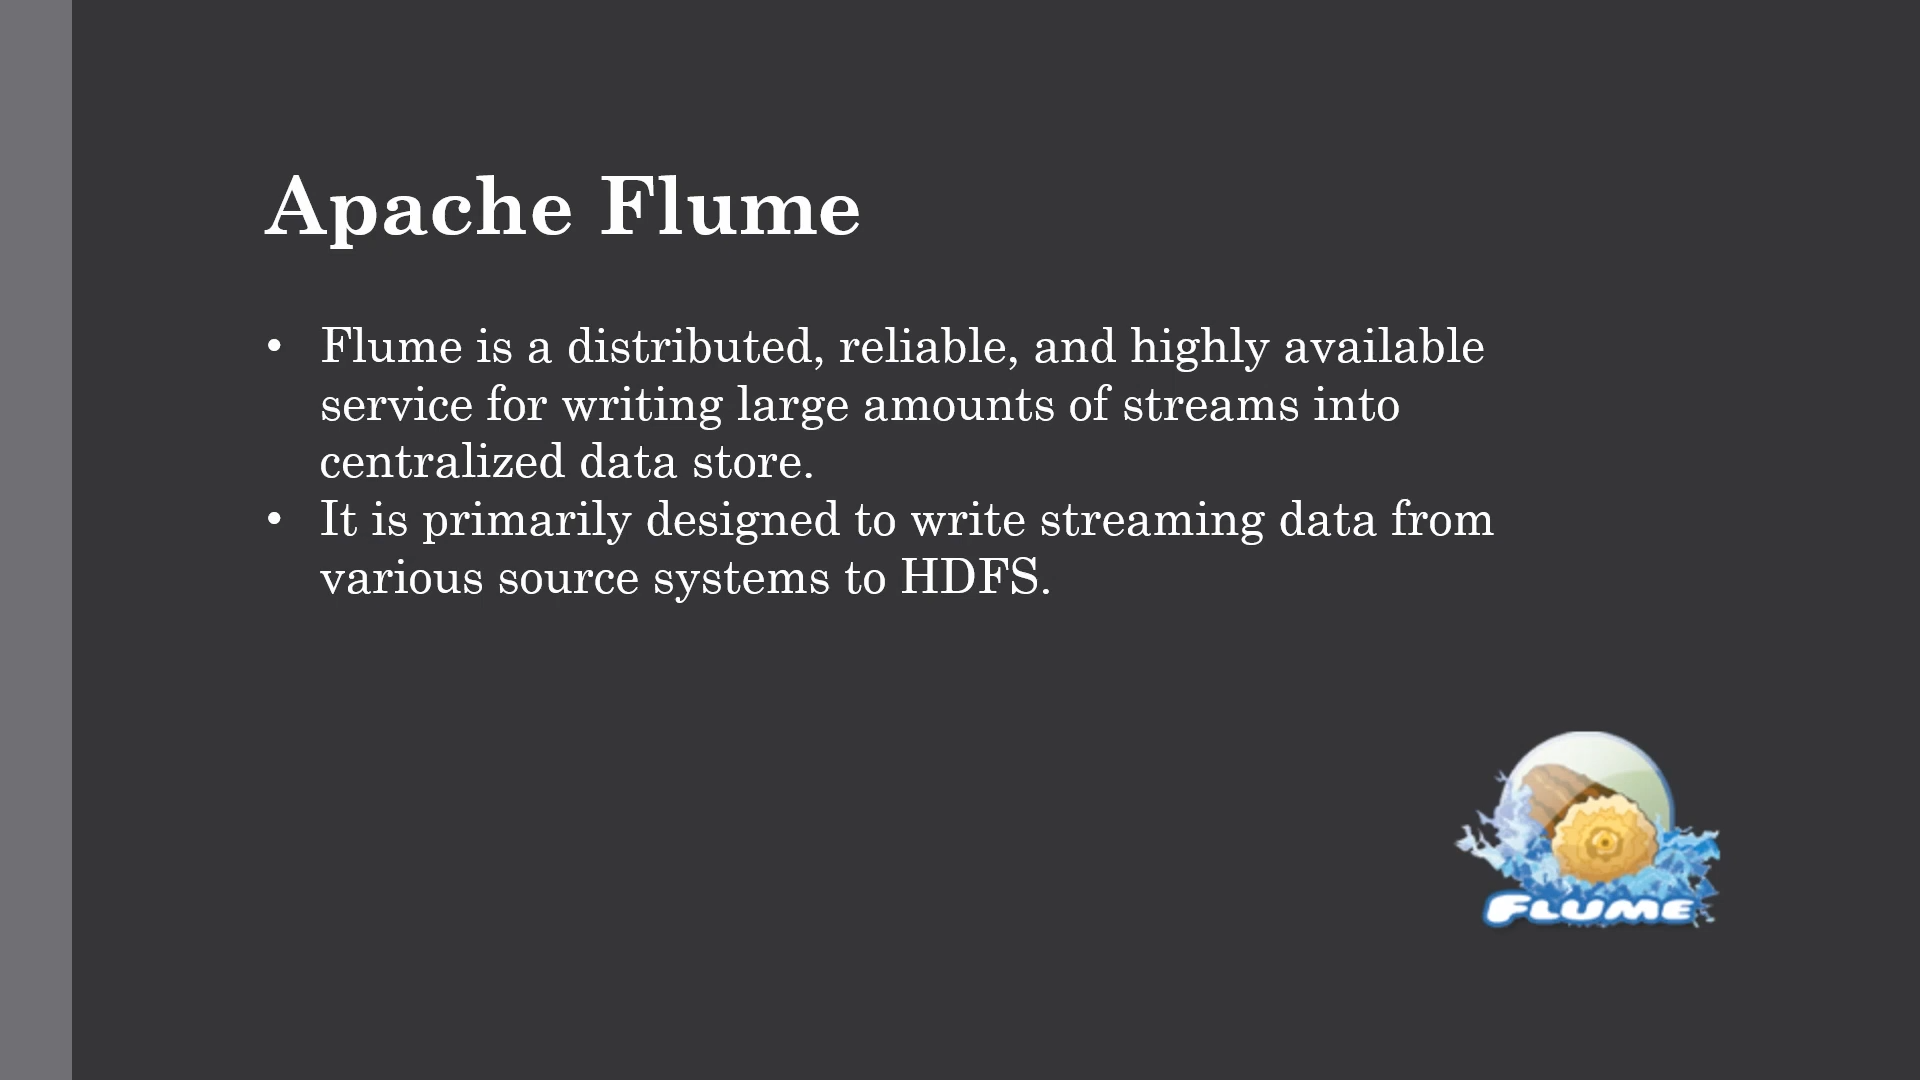 Apache Flume
• Flume is a distributed, reliable, and highly available
service for writing large amounts of streams into
centralized data store.
• It is primarily designed to write streaming data from
various source systems to HDFS.
FLUME